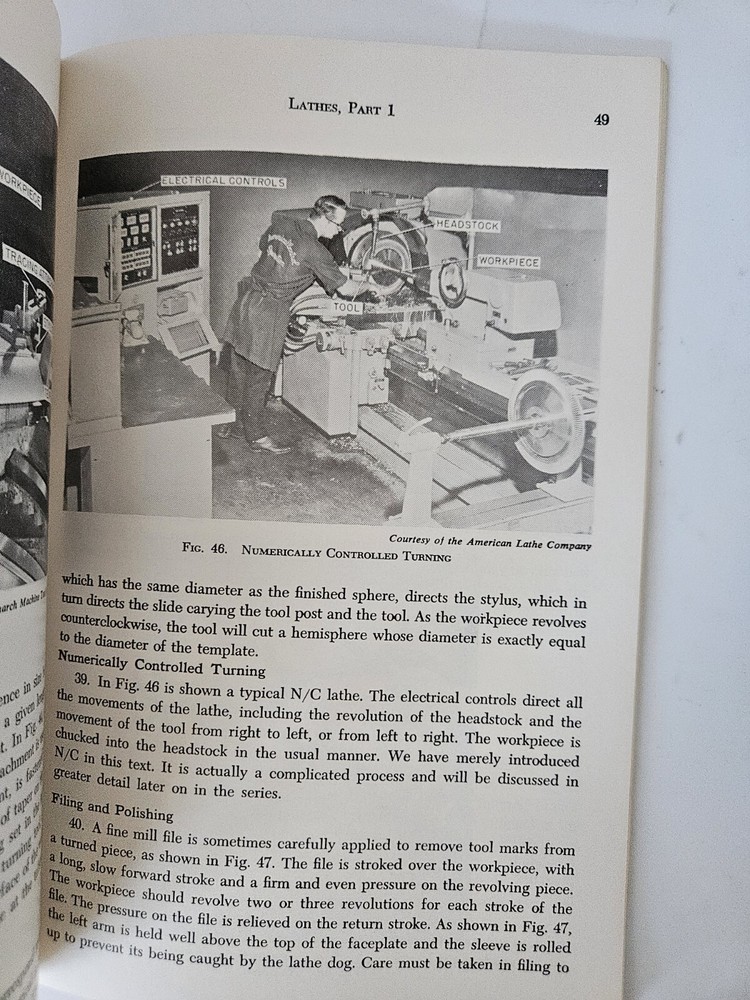 LATHES, PART 1
49
WORKPIECE
TRACING
ELECTRICAL CONTROLS
HEADSTOCK
WORKPIECE
TOOL
Courtesy of the American Lathe Company
FIG. 46. NUMERICALLY CONTROLLED TURNING
which has the same diameter as the finished sphere, directs the stylus, which in
turn directs the slide carying the tool post and the tool. As the workpiece revolves
counterclockwise, the tool will cut a hemisphere whose diameter is exactly equal
to the diameter of the template.
Numerically Controlled Turning
39. In Fig. 46 is shown a typical N/C lathe. The electrical controls direct all
the movements of the lathe, including the revolution of the headstock and the
movement of the tool from right to left, or from left to right. The workpiece is
chucked into the headstock in the usual manner. We have merely introduced
N/C in this text. It is actually a complicated process and will be discussed in
greater detail later on in the series.
Filing and Polishing
40. A fine mill file is sometimes carefully applied to remove tool marks from
a turned piece, as shown in Fig. 47. The file is stroked over the workpiece, with
a long, slow forward stroke and a firm and even pressure on the revolving piece.
The workpiece should revolve two or three revolutions for each stroke of the
file. The pressure on the file is relieved on the return stroke. As shown in Fig. 47,
the left arm is held well above the top of the faceplate and the sleeve is rolled
up to prevent its being caught by the lathe dog. Care must be taken in filing to